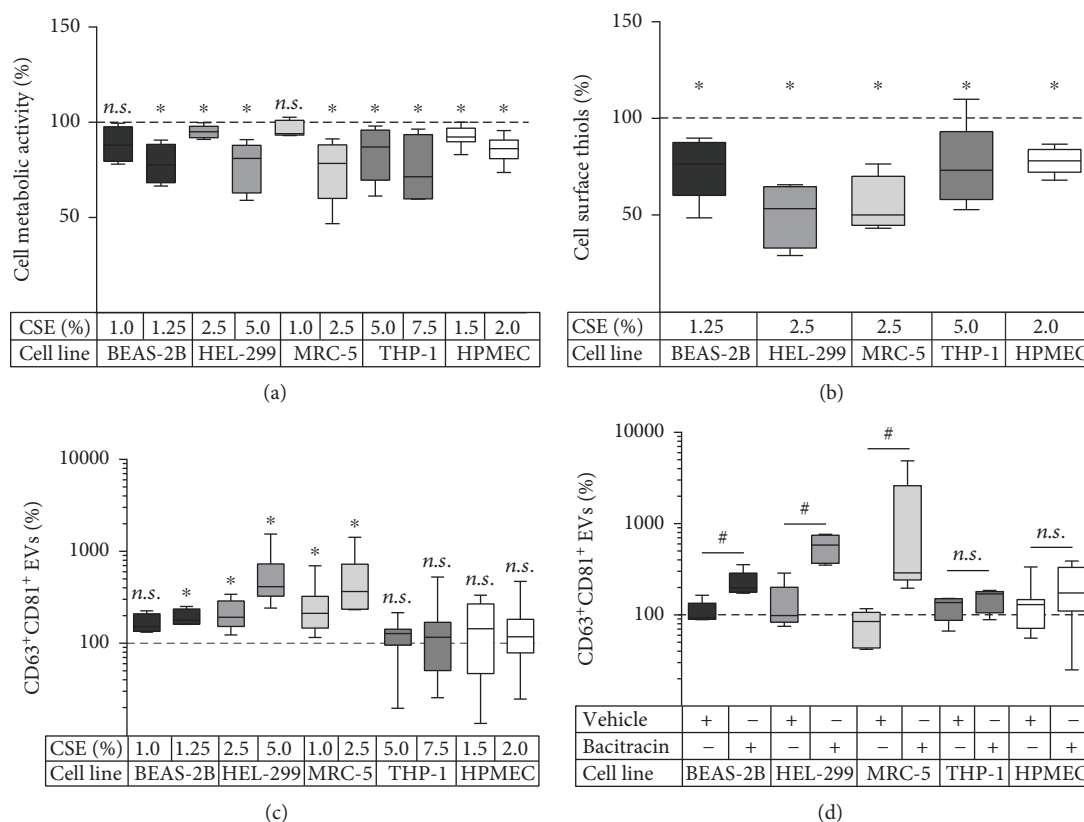 150
100
50
Cell metabolic activity (%)
n.s. * * * n.s. * * * * *
CSE (%) 1.0 1.25 2.5 5.0 1.0 2.5 5.0 7.5 1.5 2.0
Cell line BEAS-2B HEL-299 MRC-5 THP-1 HPMEC
(a)
150
100
50
Cell surface thiols (%)
* * * * *
CSE (%) 1.25 2.5 2.5 5.0 2.0
Cell line BEAS-2B HEL-299 MRC-5 THP-1 HPMEC
(b)
10000
1000
100
CD63+CD81+ EVs (%)
n.s. * * * * * n.s. n.s. n.s. n.s.
CSE (%) 1.0 1.25 2.5 5.0 1.0 2.5 5.0 7.5 1.5 2.0
Cell line BEAS-2B HEL-299 MRC-5 THP-1 HPMEC
(c)
10000
1000
100
CD63+CD81+ EVs (%)
# # # n.s. n.s.
Vehicle + − + − + − + − + −
Bacitracin − + − + − + − + − +
Cell line BEAS-2B HEL-299 MRC-5 THP-1 HPMEC
(d)